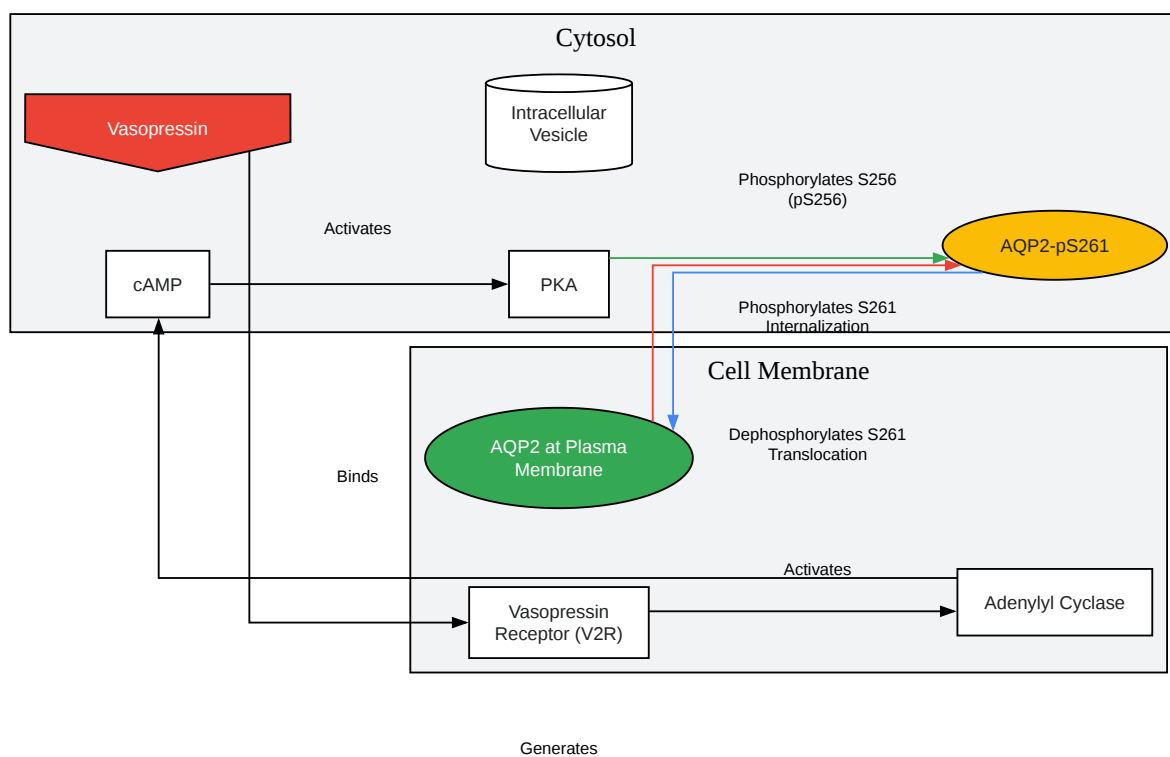 Cytosol
Vasopressin
Intracellular
Vesicle
Phosphorylates S256
(pS256)
Activates
AQP2-pS261
cAMP
PKA
Phosphorylates S261
Internalization
Cell Membrane
AQP2 at Plasma
Membrane
Dephosphorylates S261
Translocation
Binds
Activates
Vasopressin
Receptor (V2R)
Adenylyl Cyclase
Generates